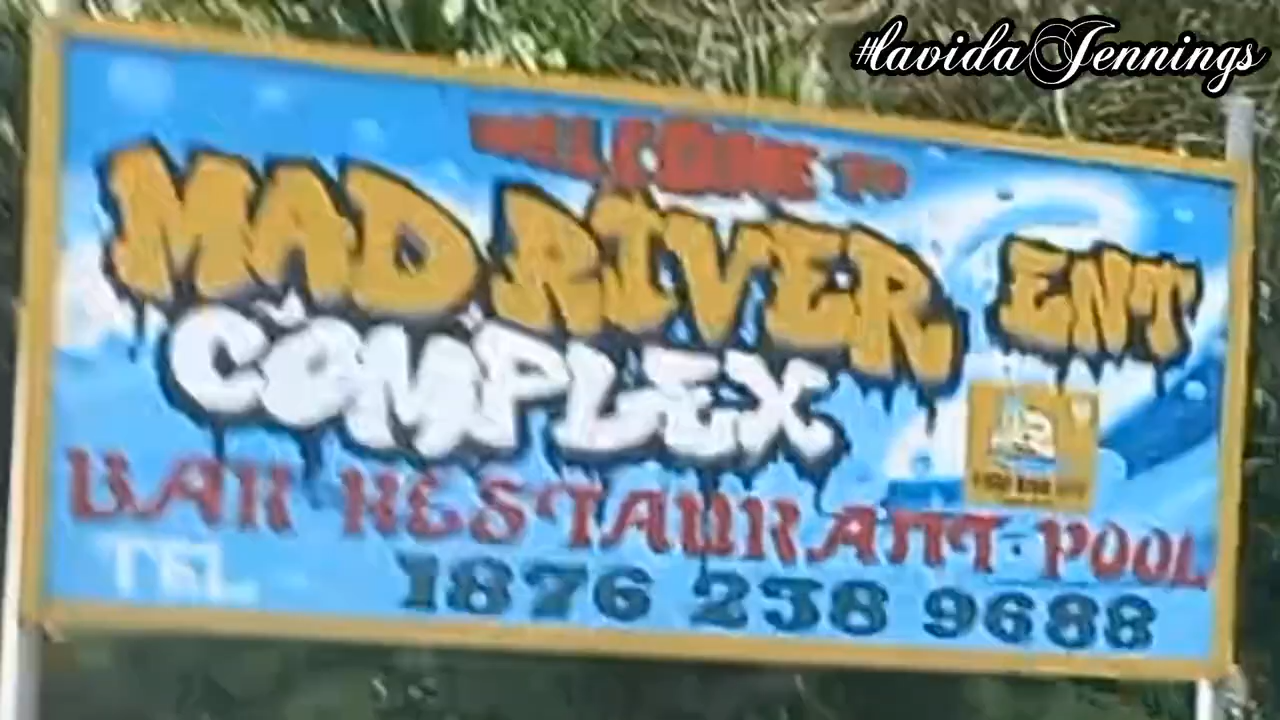 #lavidaJennings
WELCOME TO
MAD RIVER ENT
COMPLEX
BAR RESTAURANT POOL
TEL 1876 238 9688